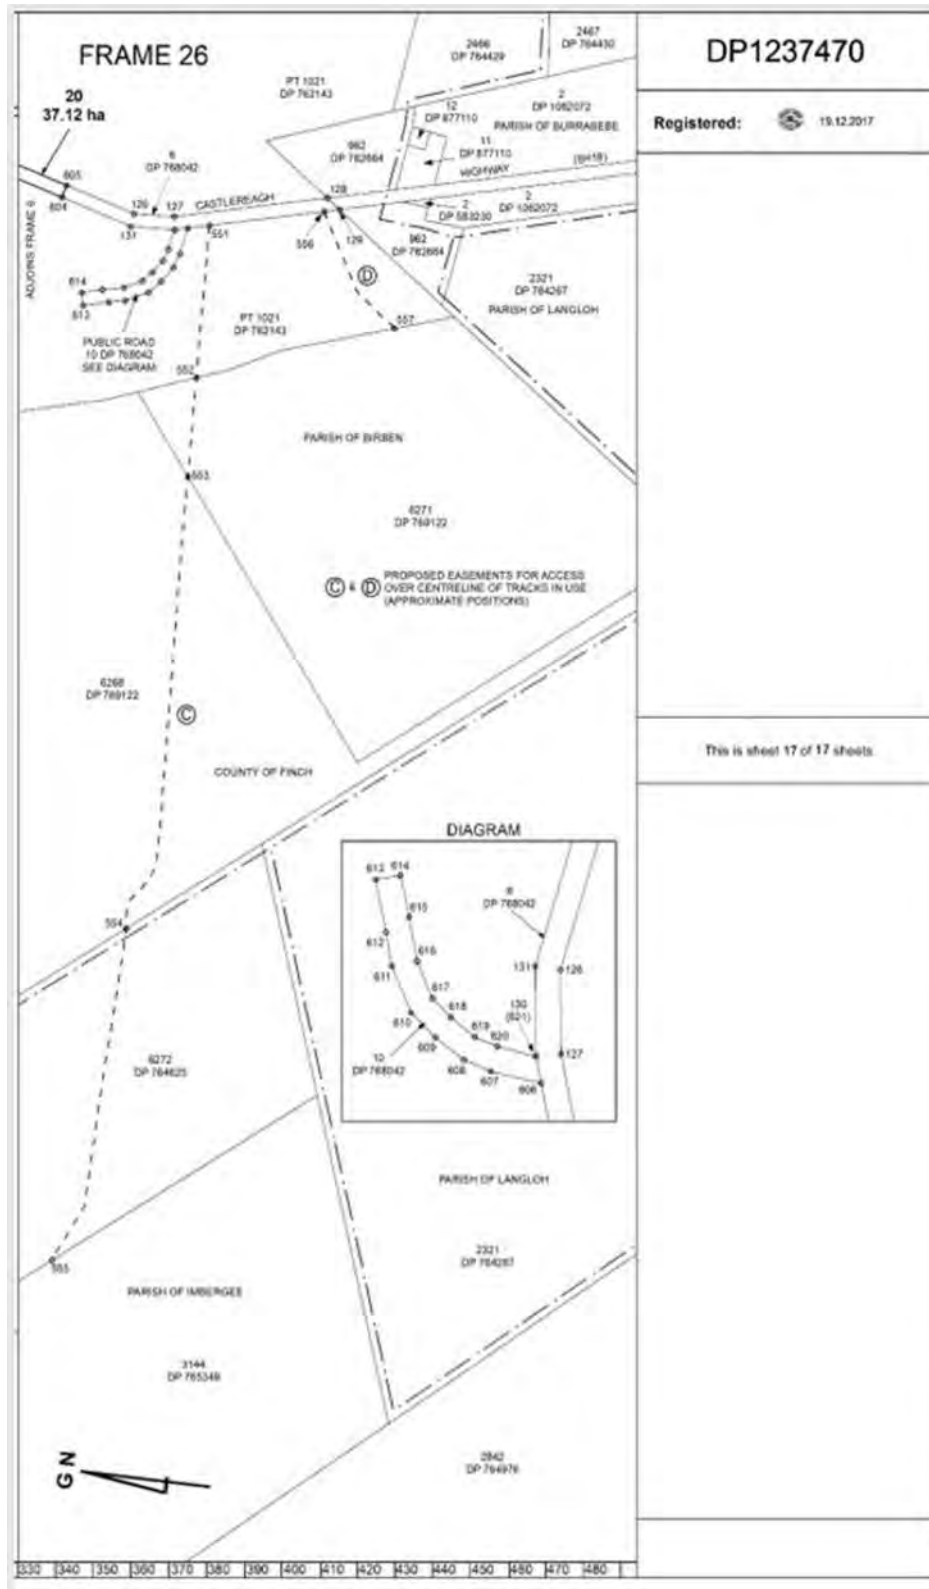 FRAME 26
DP1237470
Registered:
19.12.2017
20
37.12 ha
PT 1021
DP 762143
2466
DP 764429
2467
DP 764430
12
DP 877110
2
DP 1062072
PARISH OF BURRABEBE
962
DP 762664
11
DP 877110
HIGHWAY
(SH18)
6
DP 768042
605
604
126
127
CASTLEREAGH
128
131
551
556
129
2
DP 583230
2
DP 1062072
962
DP 762664
ADJOINS FRAME 6
D
614
613
2321
DP 764267
PARISH OF LANGLOH
PUBLIC ROAD
10 DP 768042
SEE DIAGRAM
PT 1021
DP 762143
557
552
PARISH OF BIRBEN
553
6271
DP 769122
C & D PROPOSED EASEMENTS FOR ACCESS
OVER CENTRELINE OF TRACKS IN USE
(APPROXIMATE POSITIONS)
6268
DP 769122
C
COUNTY OF FINCH
This is sheet 17 of 17 sheets
DIAGRAM
613
614
6
DP 768042
615
554
612
616
611
131
126
617
618
130
(621)
610
619
620
609
127
10
DP 768042
608
607
606
6272
DP 764625
PARISH OF LANGLOH
2321
DP 764267
555
PARISH OF IMBERGEE
3144
DP 765348
G N
2842
DP 764976
330 340 350 360 370 380 390 400 410 420 430 440 450 460 470 480